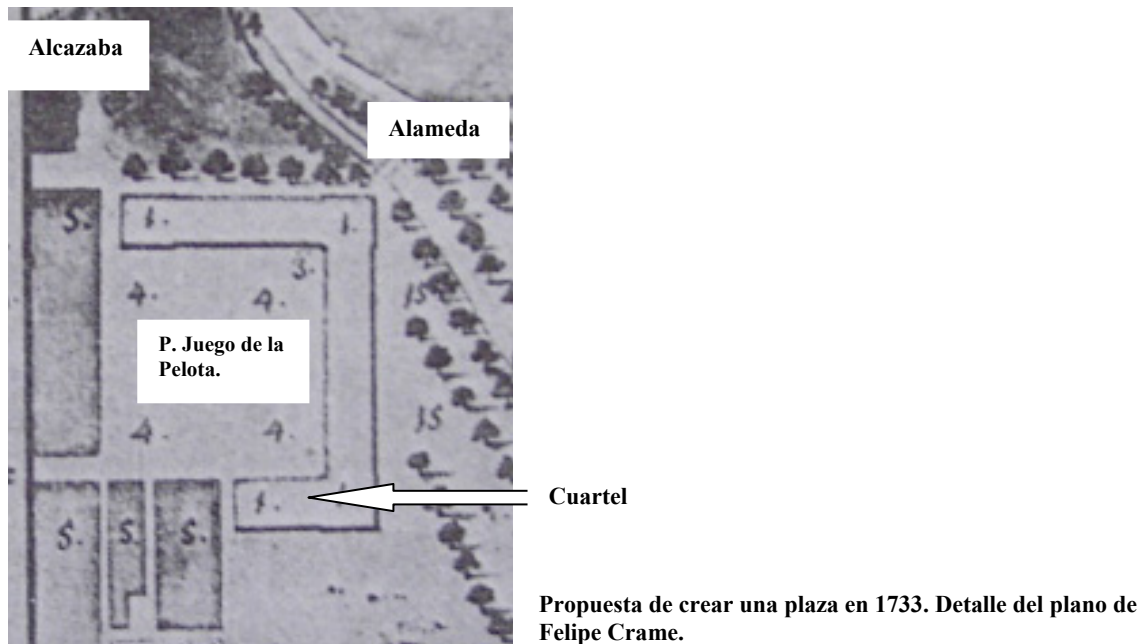 Alcazaba
Alameda
S.
1.
1.
3.
4.
4.
15
P. Juego de la
Pelota.
4.
4.
15
1.
Cuartel
S.
S.
S.
Propuesta de crear una plaza en 1733. Detalle del plano de
Felipe Crame.